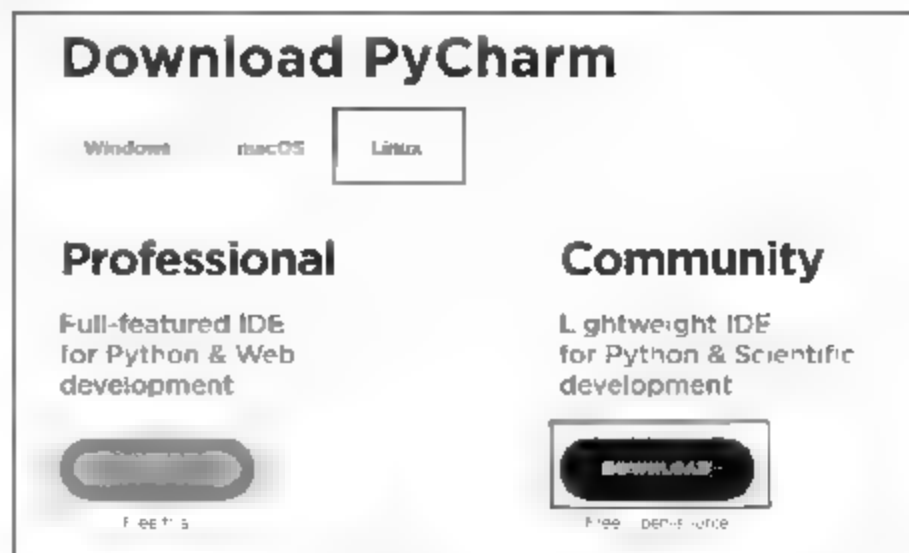 Download PyCharm
Windows macOS Linux
Professional Community
Full-featured IDE
for Python & Web
development
Lightweight IDE
for Python & Scientific
development
DOWNLOAD
Free